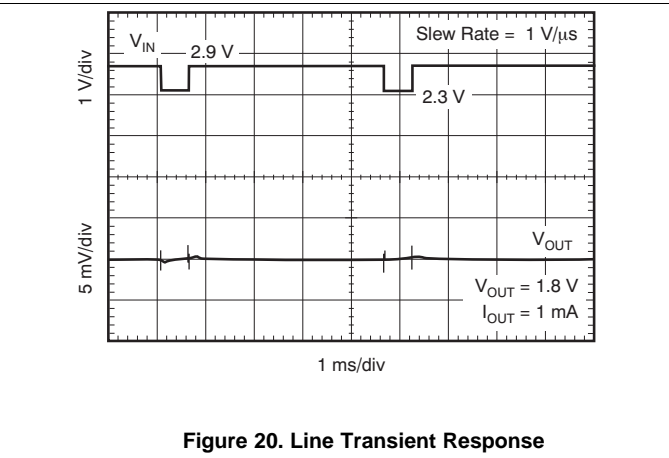 V_IN
2.9 V
Slew Rate = 1 V/μs
2.3 V
1 V/div
5 mV/div
V_OUT
V_OUT = 1.8 V
I_OUT = 1 mA
1 ms/div
Figure 20. Line Transient Response